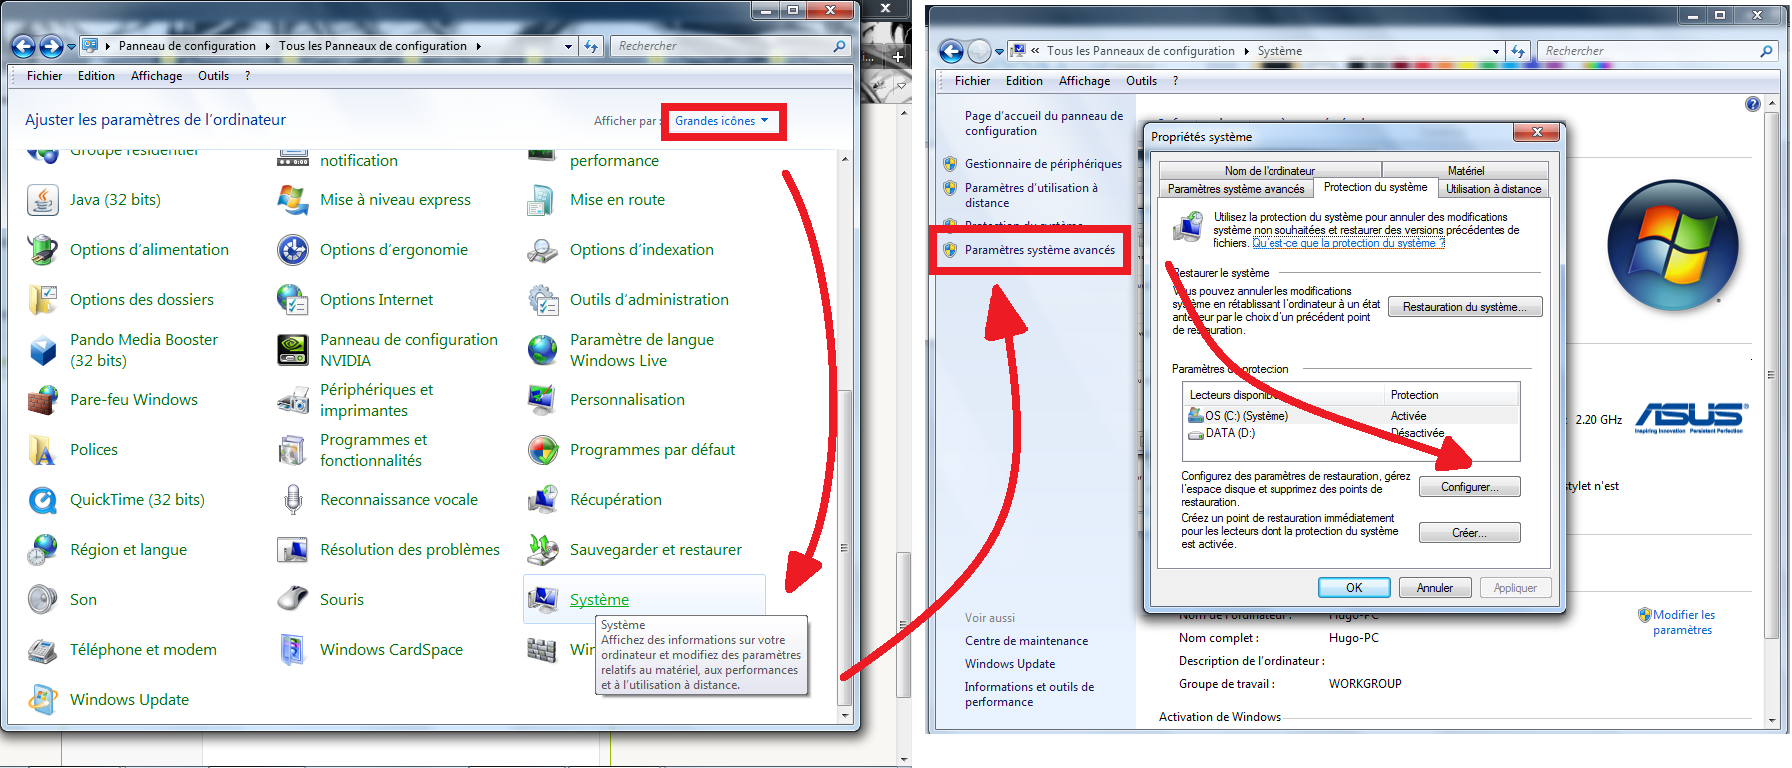 Panneau de configuration
Tous les Panneaux de configuration
Rechercher
Fichier Edition Affichage Outils ?
Ajuster les paramètres de l'ordinateur
Afficher par :
Grandes icônes
Groupe résidentiel
notification
performance
Java (32 bits)
Mise à niveau express
Mise en route
Options d'alimentation
Options d'ergonomie
Options d'indexation
Options des dossiers
Options Internet
Outils d'administration
Pando Media Booster
(32 bits)
Panneau de configuration
NVIDIA
Paramètre de langue
Windows Live
Pare-feu Windows
Périphériques et
imprimantes
Personnalisation
Polices
Programmes et
fonctionnalités
Programmes par défaut
QuickTime (32 bits)
Reconnaissance vocale
Récupération
Région et langue
Résolution des problèmes
Sauvegarder et restaurer
Son
Souris
Système
Téléphone et modem
Windows CardSpace
Windows Update
Système
Affichez des informations sur votre
ordinateur et modifiez des paramètres
relatifs au matériel, aux performances
et à l'utilisation à distance.
« Tous les Panneaux de configuration
Système
Rechercher
Fichier Edition Affichage Outils ?
Page d'accueil du panneau de
configuration
Gestionnaire de périphériques
Paramètres d'utilisation à
distance
Protection du système
Paramètres système avancés
Voir aussi
Centre de maintenance
Windows Update
Informations et outils de
performance
Propriétés système
Nom de l'ordinateur
Matériel
Paramètres système avancés
Protection du système
Utilisation à distance
Utilisez la protection du système pour annuler des modifications
système non souhaitées et restaurer des versions précédentes de
fichiers. Qu'est-ce que la protection du système ?
Restaurer le système
Vous pouvez annuler les modifications
système en rétablissant l'ordinateur à un état
antérieur par le choix d'un précédent point
de restauration.
Restauration du système...
Paramètres de protection
Lecteurs disponibles
Protection
OS (C:) (Système)
Activée
DATA (D:)
Désactivée
Configurez des paramètres de restauration, gérez
l'espace disque et supprimez des points de
restauration.
Configurer...
Créez un point de restauration immédiatement
pour les lecteurs dont la protection du système
est activée.
Créer...
OK
Annuler
Appliquer
2.20 GHz
ASUS
Inspiring Innovation Persistent Perfection
stylet n'est
Nom de l'ordinateur :
Hugo-PC
Nom complet :
Hugo-PC
Description de l'ordinateur :
Groupe de travail :
WORKGROUP
Modifier les
paramètres
Activation de Windows